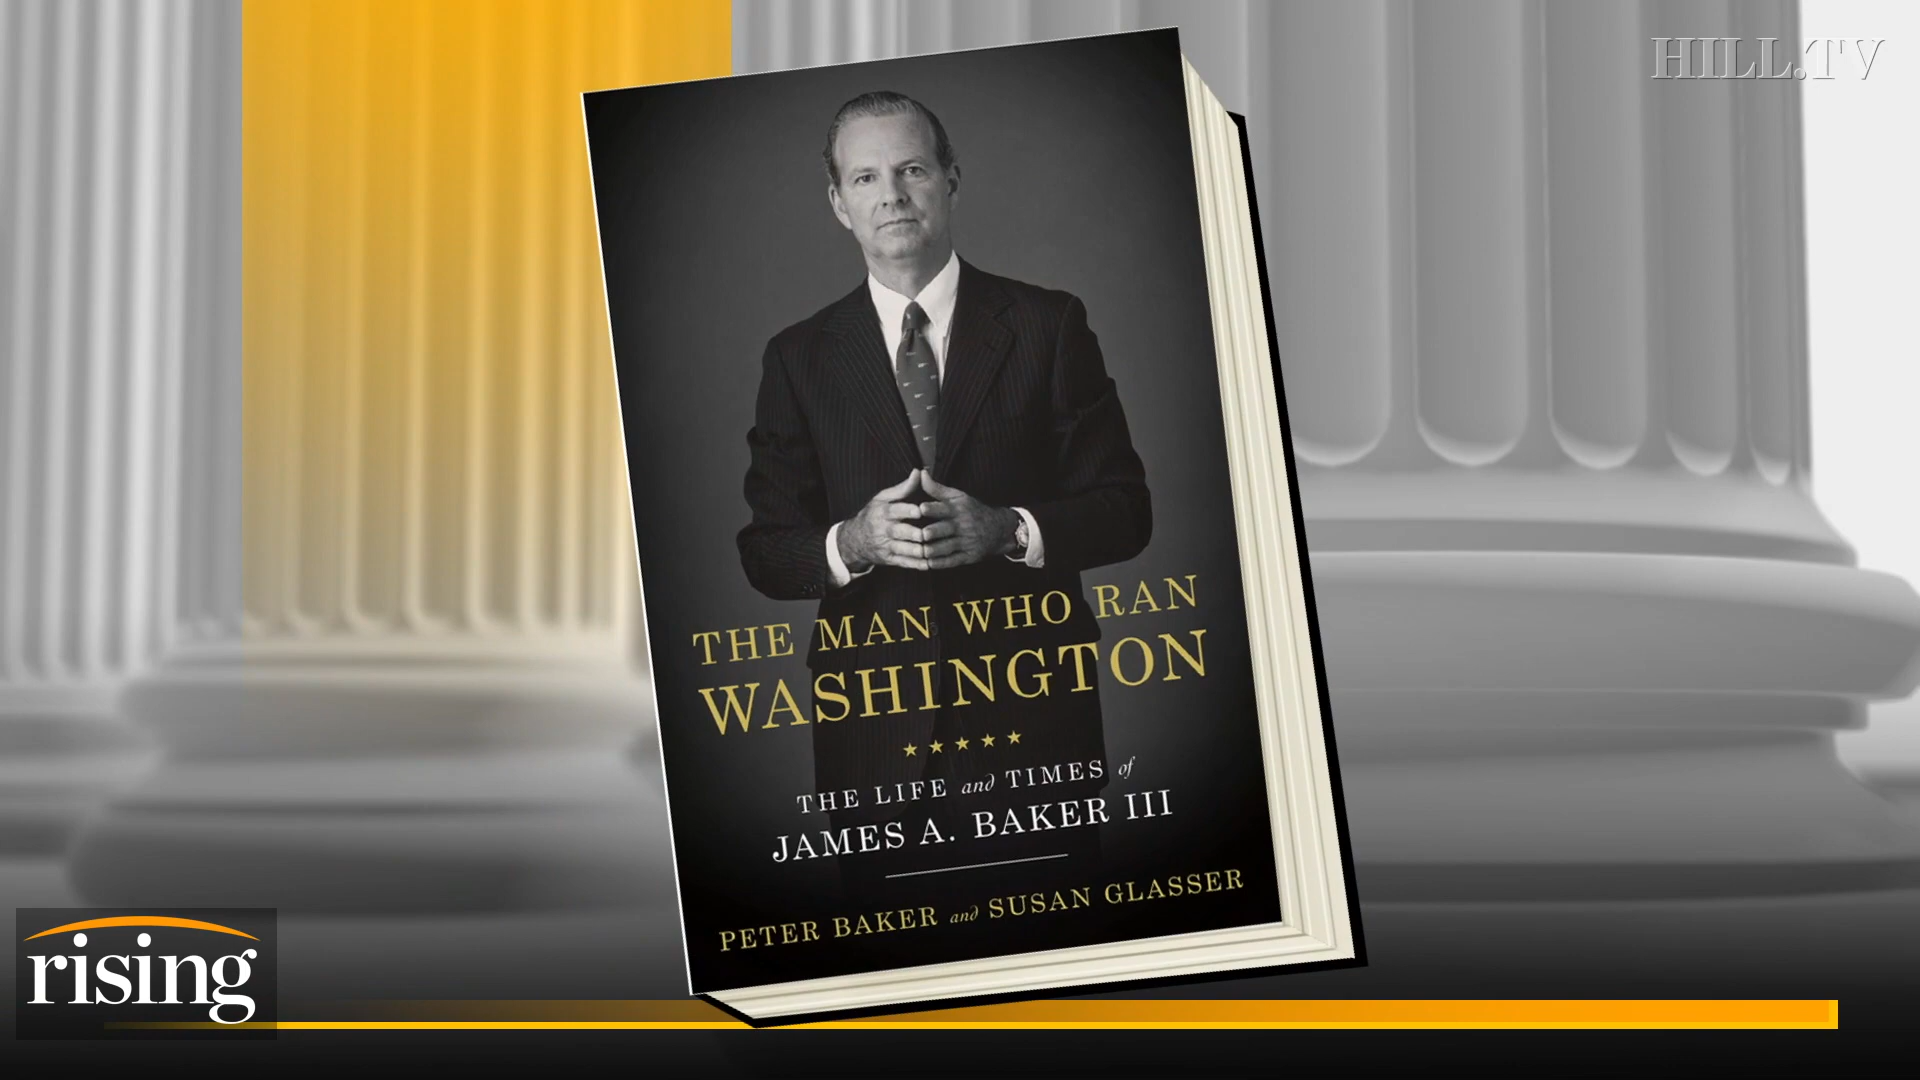 HILL.TV
THE MAN WHO RAN
WASHINGTON
THE LIFE and TIMES of
JAMES A. BAKER III
PETER BAKER and SUSAN GLASSER
rising